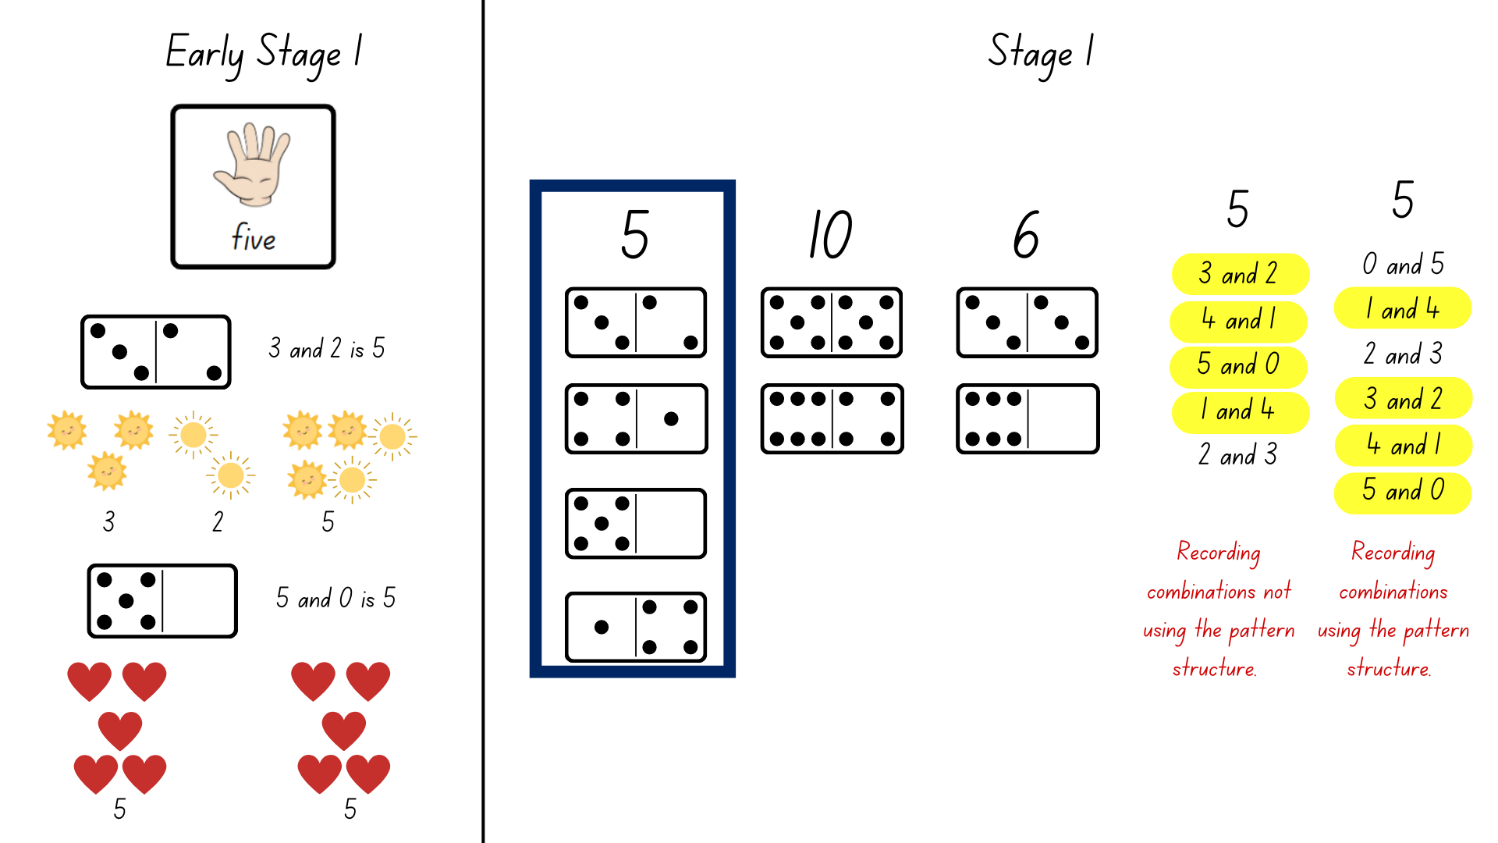 Early Stage 1
five
3 and 2 is 5
3
2
5
5 and 0 is 5
5
5
Stage 1
5
10
6
5
3 and 2
4 and 1
5 and 0
1 and 4
2 and 3
Recording
combinations not
using the pattern
structure.
5
0 and 5
1 and 4
2 and 3
3 and 2
4 and 1
5 and 0
Recording
combinations
using the pattern
structure.